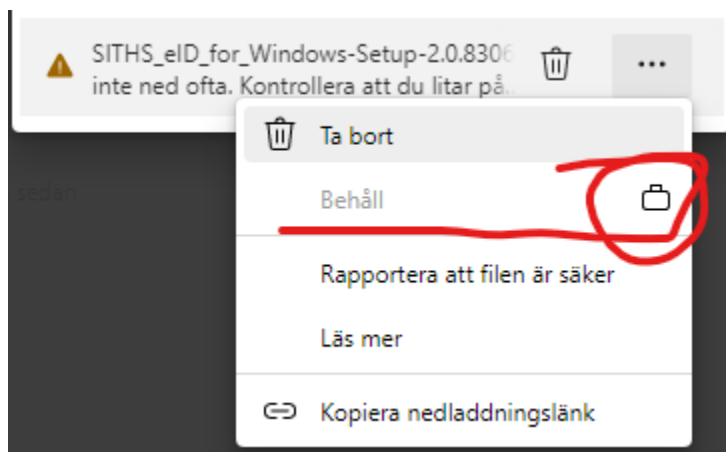 SITHS_eID_for_Windows-Setup-2.0.8306
inte ned ofta. Kontrollera att du litar på...
Ta bort
sedan
Behåll
Rapportera att filen är säker
Läs mer
Kopiera nedladdningslänk